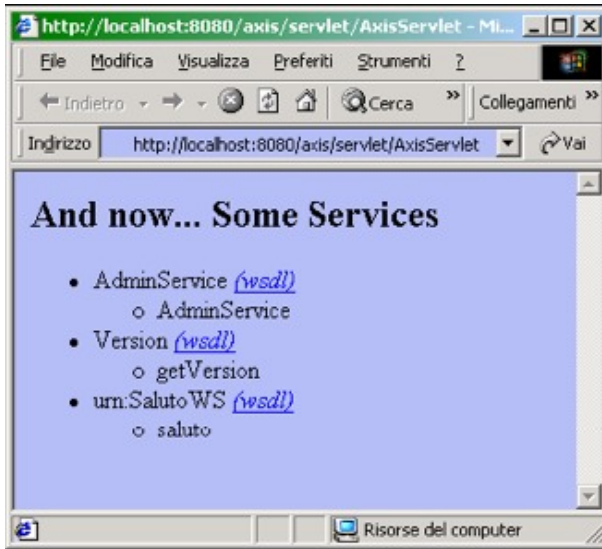 http://localhost:8080/axis/servlet/AxisServlet - Mi...
File Modifica Visualizza Preferiti Strumenti ?
Indietro Cerca » Collegamenti »
Indirizzo http://localhost:8080/axis/servlet/AxisServlet Vai
And now... Some Services
AdminService (wsdl)
AdminService
Version (wsdl)
getVersion
urn:SalutoWS (wsdl)
saluto
Risorse del computer